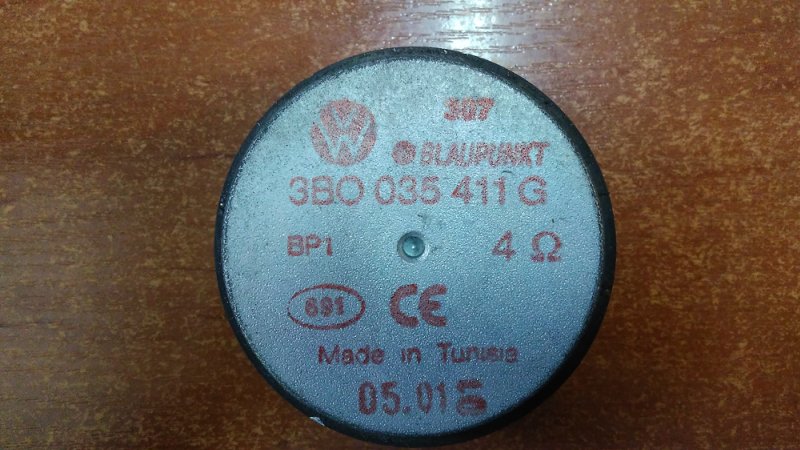 307
BLAUPUNKT
3B0 035 411 G
BP1 4 Ω
691 CE
Made in Tunisia
05.01